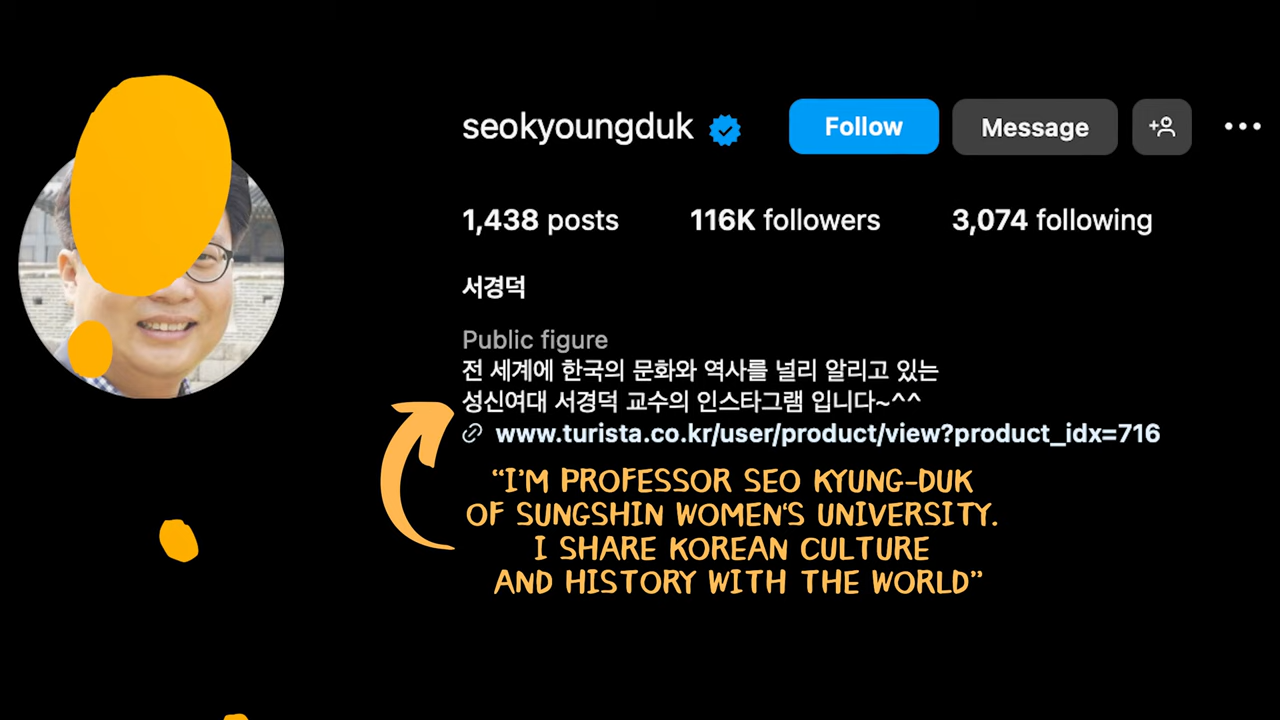 seokyoungduk
Follow
Message
1,438 posts
116K followers
3,074 following
서경덕
Public figure
전 세계에 한국의 문화와 역사를 널리 알리고 있는
성신여대 서경덕 교수의 인스타그램 입니다~^^
www.turista.co.kr/user/product/view?product_idx=716
“I'M PROFESSOR SEO KYUNG-DUK
OF SUNGSHIN WOMEN'S UNIVERSITY.
I SHARE KOREAN CULTURE
AND HISTORY WITH THE WORLD”